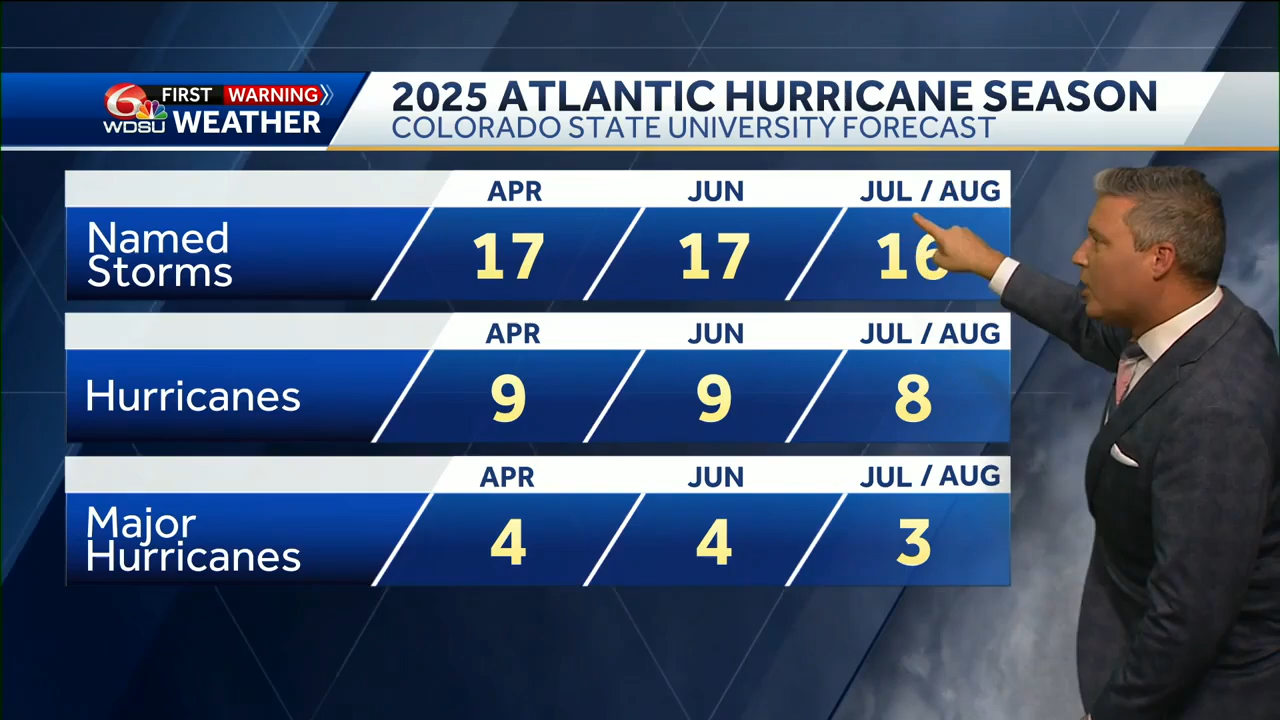 6
WDSU
FIRST WARNING
WEATHER
2025 ATLANTIC HURRICANE SEASON
COLORADO STATE UNIVERSITY FORECAST
APR JUN JUL / AUG
Named
Storms
17 17 16
APR JUN JUL / AUG
Hurricanes
9 9 8
APR JUN JUL / AUG
Major
Hurricanes
4 4 3